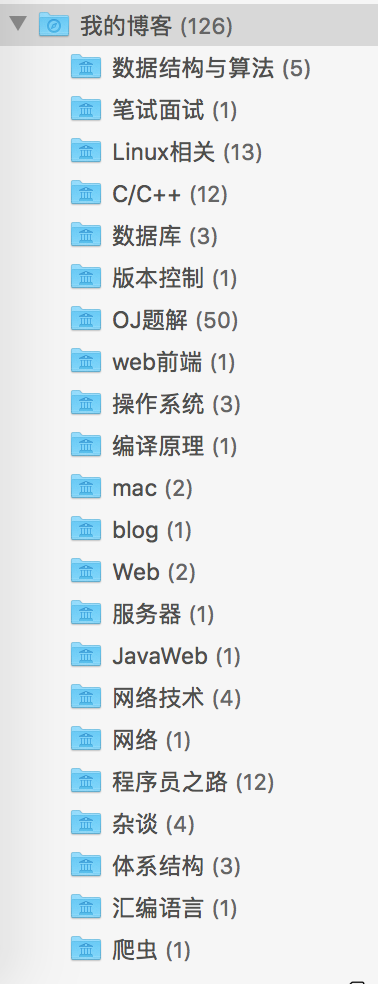 我的博客 (126)
数据结构与算法 (5)
笔试面试 (1)
Linux相关 (13)
C/C++ (12)
数据库 (3)
版本控制 (1)
OJ题解 (50)
web前端 (1)
操作系统 (3)
编译原理 (1)
mac (2)
blog (1)
Web (2)
服务器 (1)
JavaWeb (1)
网络技术 (4)
网络 (1)
程序员之路 (12)
杂谈 (4)
体系结构 (3)
汇编语言 (1)
爬虫 (1)